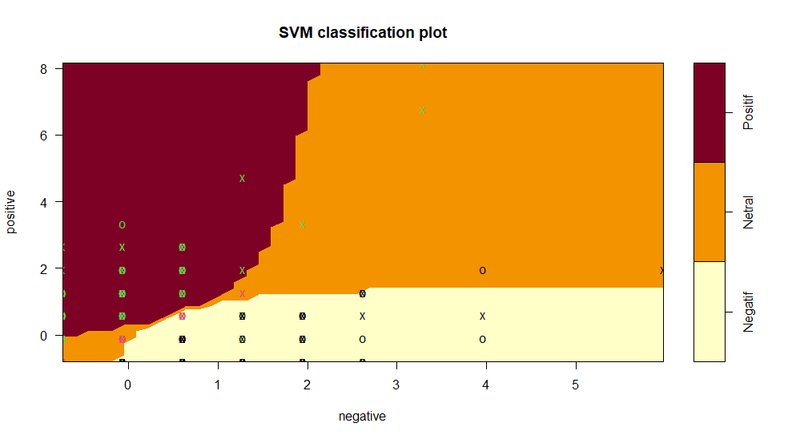 SVM classification plot
positive
8
6
4
2
0
0 1 2 3 4 5
negative
Positif
Netral
Negatif